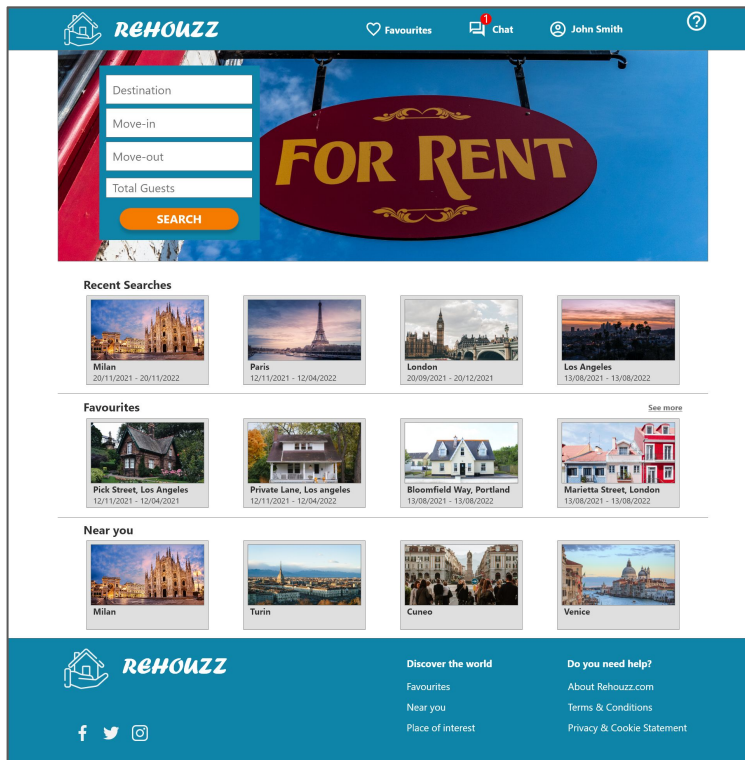 REHOUZZ
Favourites
1
Chat
John Smith
?
Destination
Move-in
Move-out
Total Guests
SEARCH
FOR RENT
Recent Searches
Milan
20/11/2021 - 20/11/2022
Paris
12/11/2021 - 12/04/2022
London
20/09/2021 - 20/12/2021
Los Angeles
13/08/2021 - 13/08/2022
Favourites
See more
Pick Street, Los Angeles
12/11/2021 - 12/04/2021
Private Lane, Los angeles
12/11/2021 - 12/04/2022
Bloomfield Way, Portland
13/08/2021 - 13/08/2022
Marietta Street, London
13/08/2021 - 13/08/2022
Near you
Milan
Turin
Cuneo
Venice
REHOUZZ
Discover the world
Favourites
Near you
Place of interest
Do you need help?
About Rehouzz.com
Terms & Conditions
Privacy & Cookie Statement